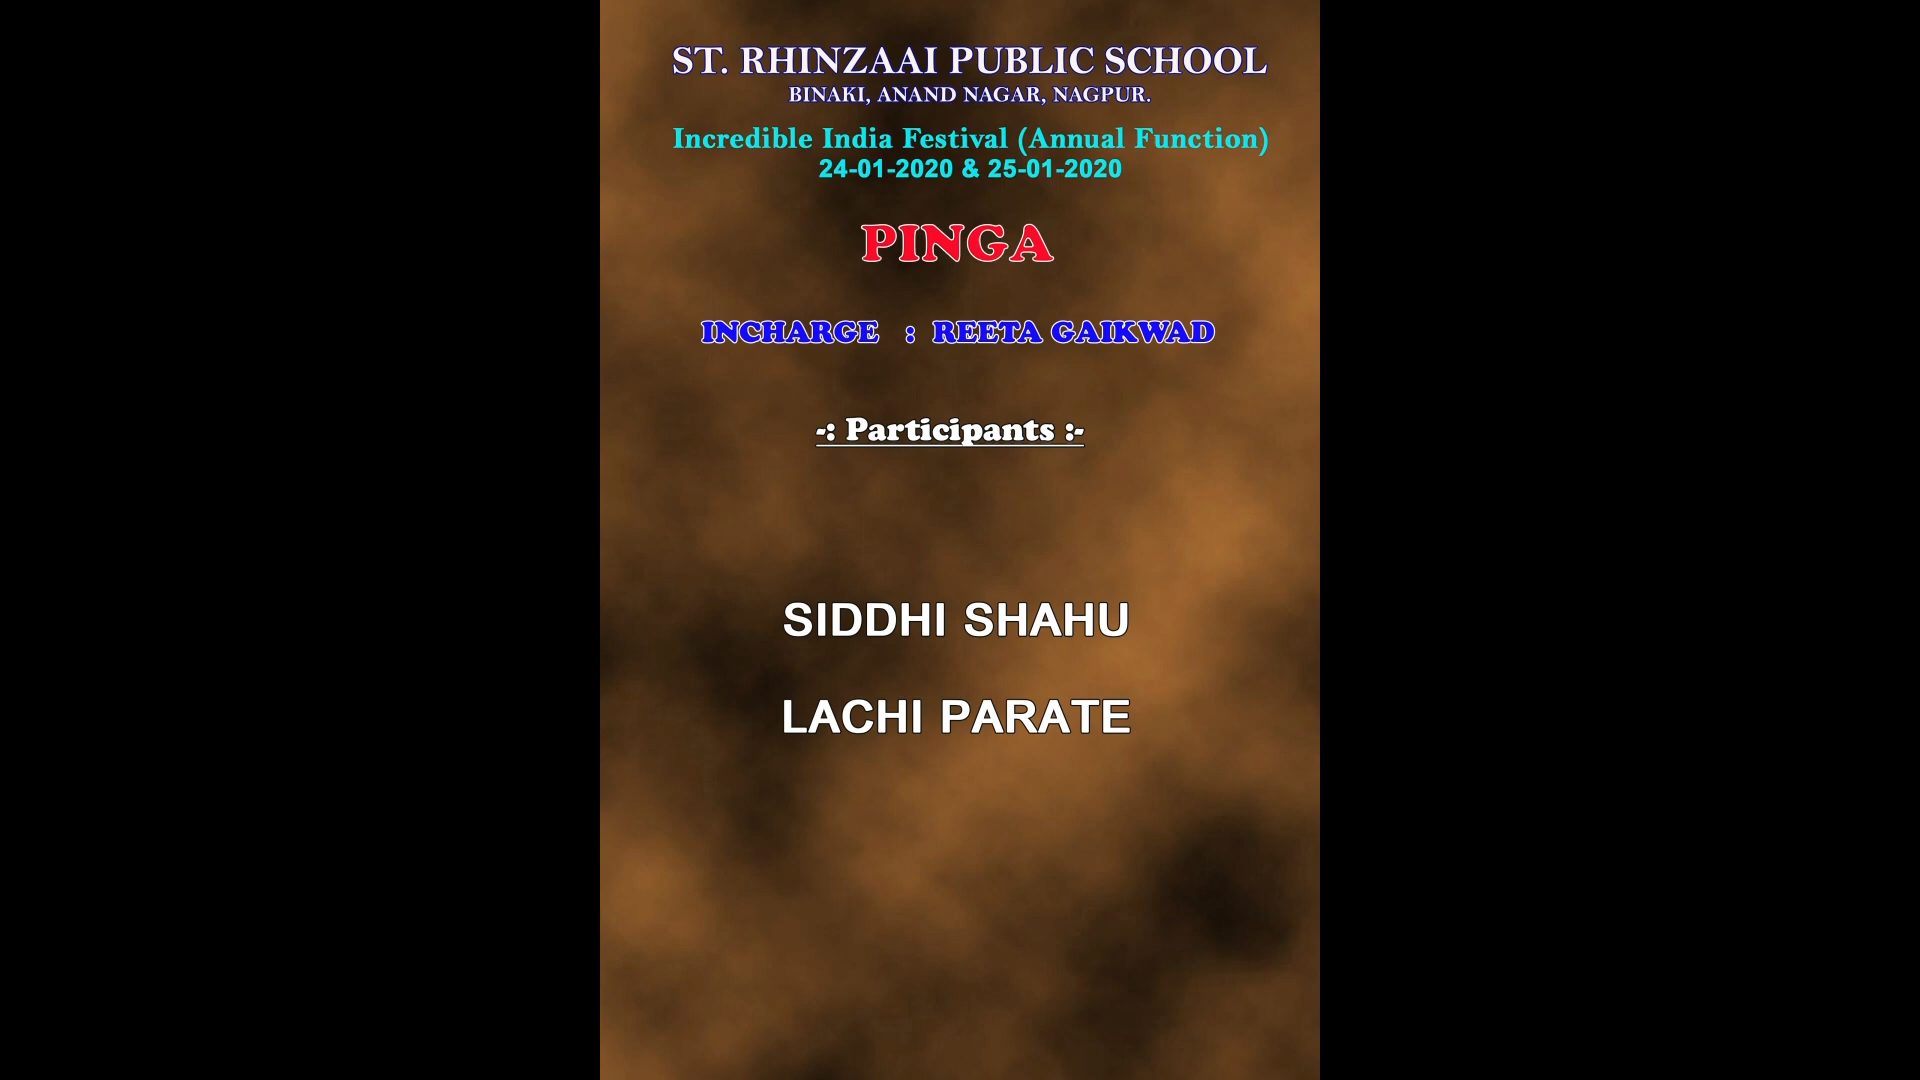 ST. RHINZAAI PUBLIC SCHOOL
BINAKI, ANAND NAGAR, NAGPUR.
Incredible India Festival (Annual Function)
24-01-2020 & 25-01-2020
PINGA
INCHARGE : REETA GAIKWAD
-: Participants :-
SIDDHI SHAHU
LACHI PARATE